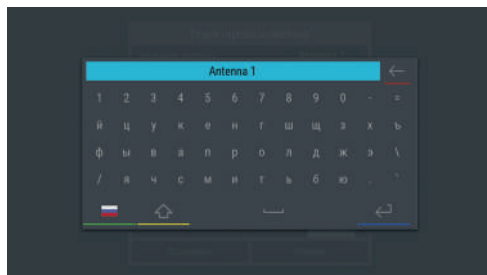 Antenna 1
1 2 3 4 5 6 7 8 9 0 - =
й ц у к е н г ш щ з х ъ
ф ы в а п р о л д ж э \
/ я ч с м и т ь б ю . `